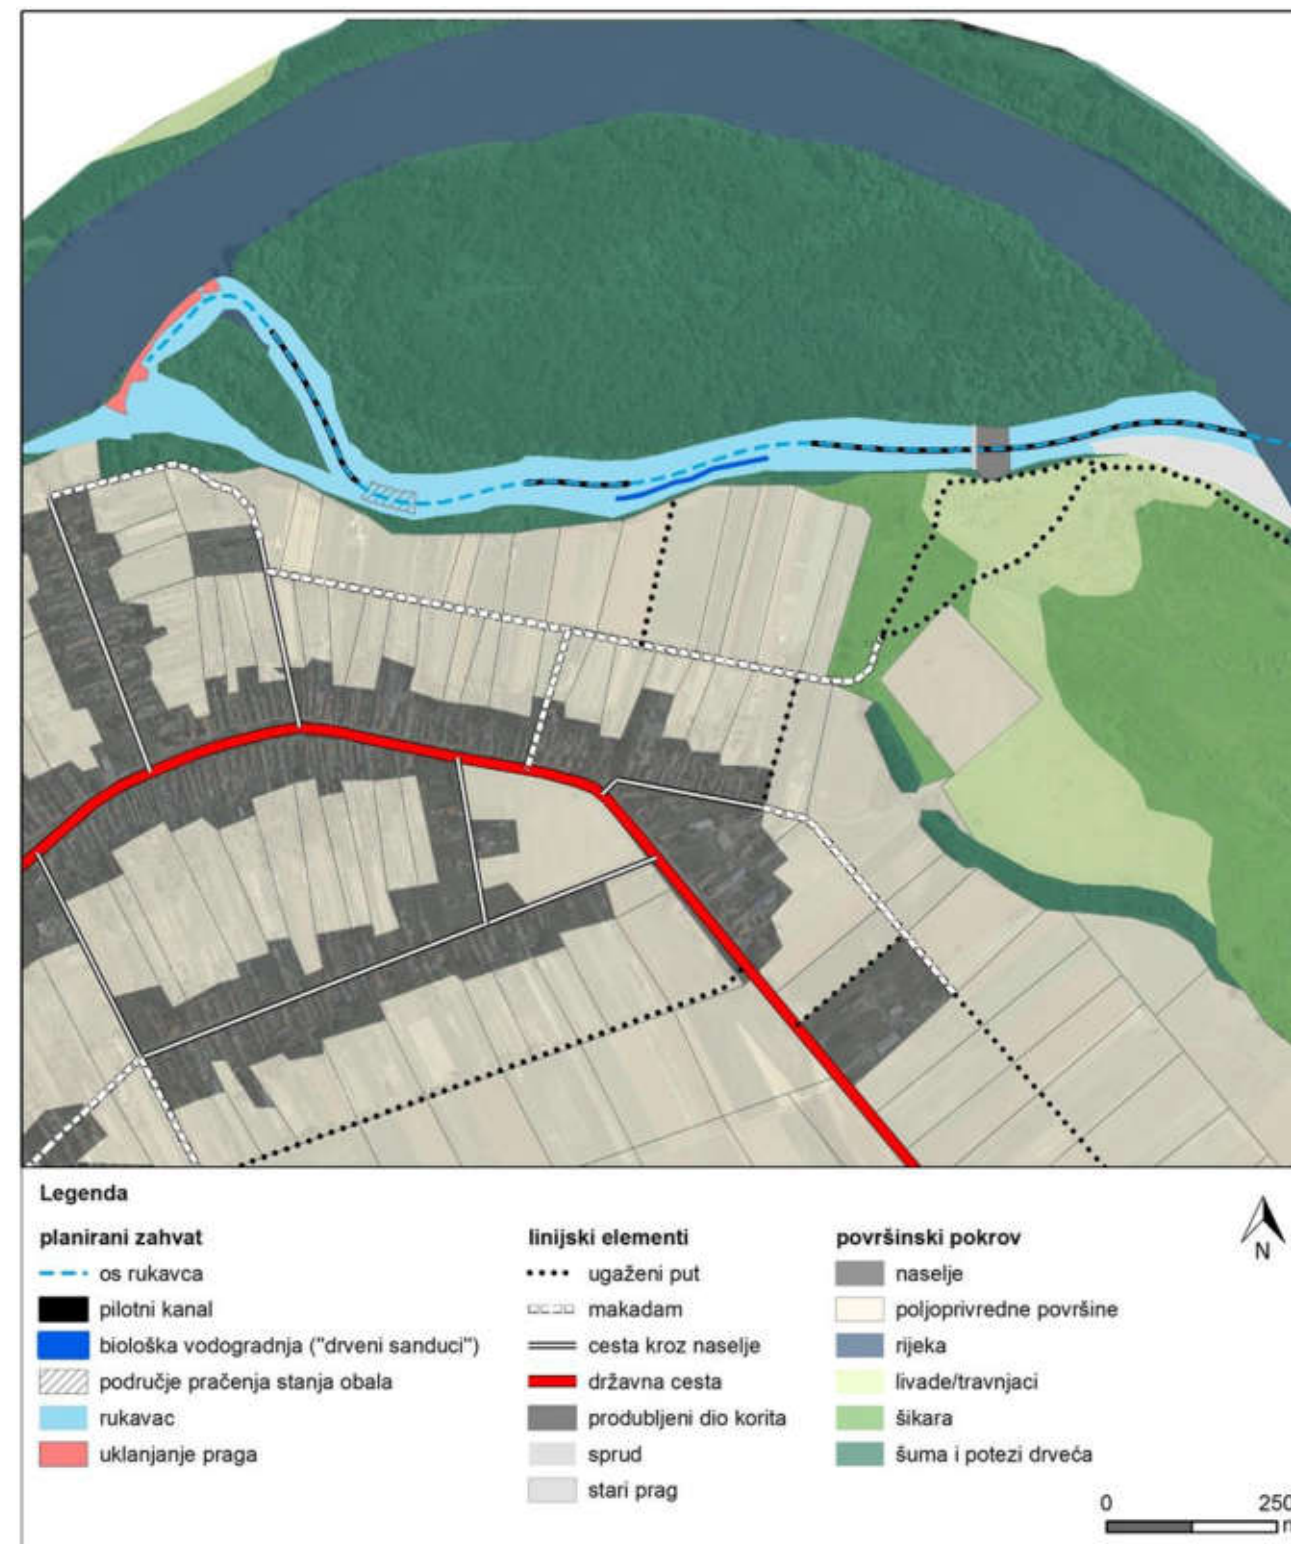 Legenda
planirani zahvat
os rukavca
pilotni kanal
biološka vodogradnja ("drveni sanduci")
područje pračenja stanja obala
rukavac
uklanjanje praga
linijski elementi
ugaženi put
makadam
cesta kroz naselje
državna cesta
produbljeni dio korita
sprud
stari prag
površinski pokrov
naselje
poljoprivredne površine
rijeka
livade/travnjaci
šikara
šuma i potezi drveća
N
0 250